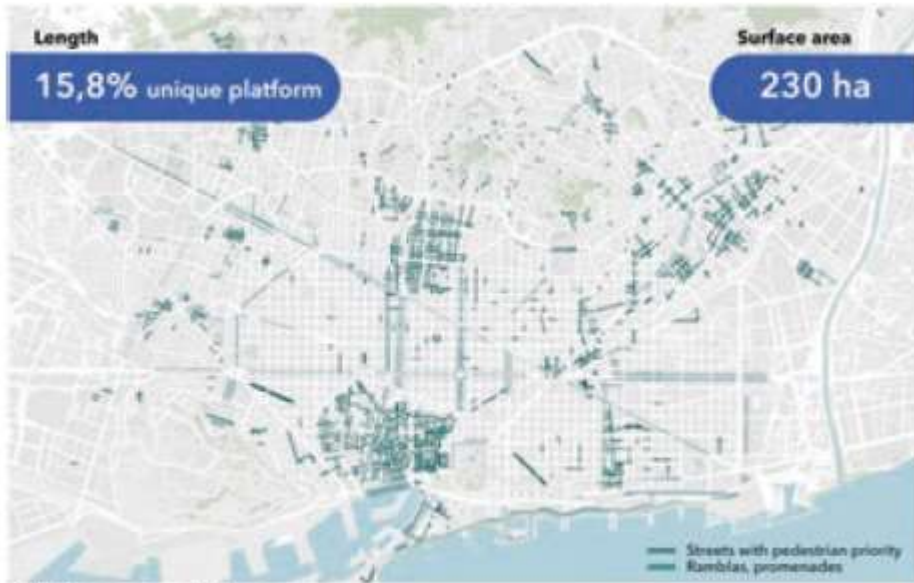 Length
15,8% unique platform
Surface area
230 ha
Streets with pedestrian priority
Ramblas, promenades